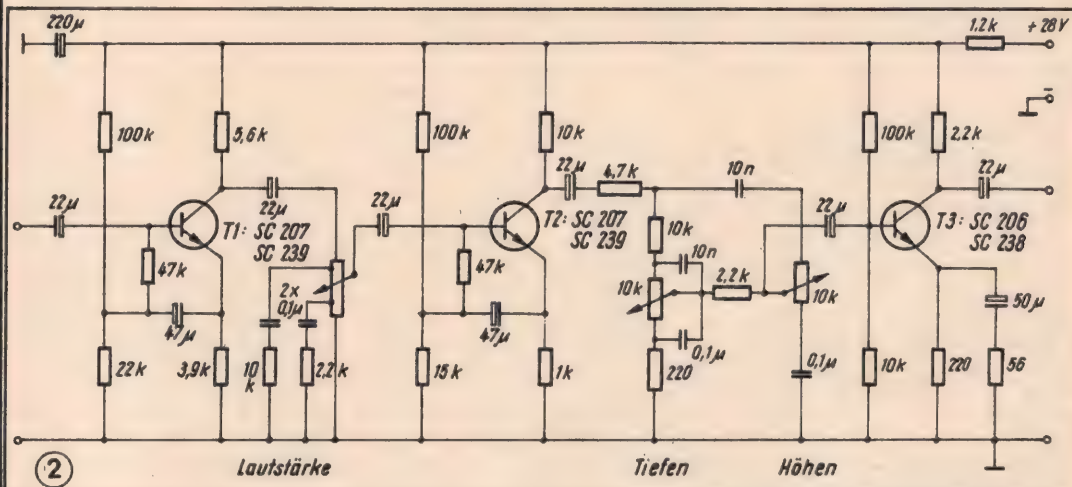 220µ
1,2k
+28V
–
100k
5,6k
100k
10k
100k
2,2k
22µ
22µ
T1: SC 207
SC 239
47k
47µ
22k
3,9k
2x
0,1µ
10
k
2,2k
22µ
22µ
4,7k
T2: SC 207
SC 239
47k
47µ
15k
1k
10n
10k
10n
10k
2,2k
0,1µ
220
22µ
10k
0,1µ
22µ
T3: SC 206
SC 238
50µ
10k
220
56
2
Lautstärke
Tiefen
Höhen